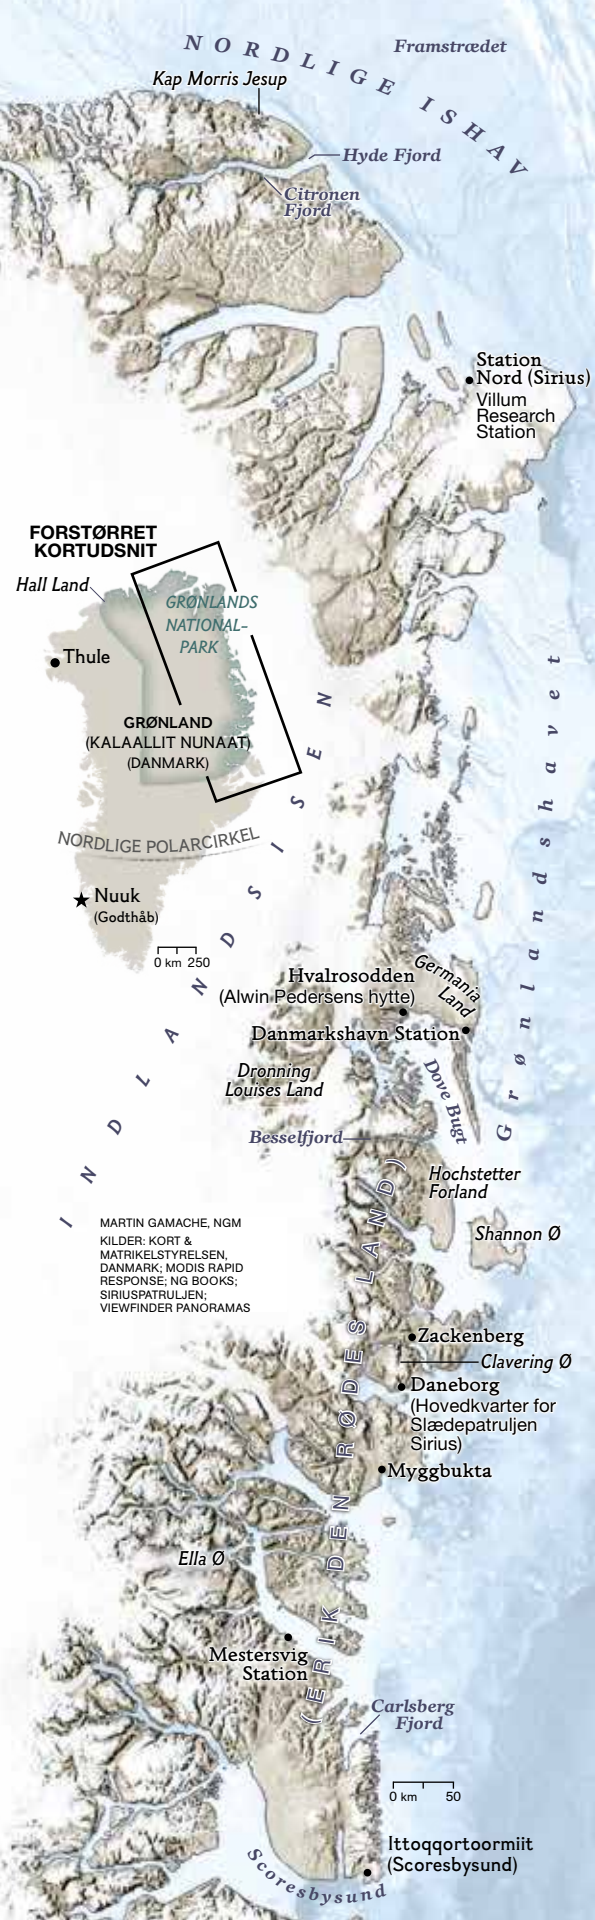 NORDLIGE ISHAV
Framstrædet
Kap Morris Jesup
Hyde Fjord
Citronen
Fjord
Station
Nord (Sirius)
Villum
Research
Station
FORSTØRRET
KORTUDSNIT
Hall Land
GRØNLANDS
NATIONAL-
PARK
Thule
GRØNLAND
(KALAALLIT NUNAAT)
(DANMARK)
NORDLIGE POLARCIRKEL
Nuuk
(Godthåb)
0 km 250
INDLANDSISEN
Grønlandshavet
Hvalrosodden
(Alwin Pedersens hytte)
Germania
Land
Danmarkshavn Station
Dronning
Louises Land
Dove Bugt
Besselfjord
Hochstetter
Forland
Shannon Ø
MARTIN GAMACHE, NGM
KILDER: KORT &
MATRIKELSTYRELSEN,
DANMARK; MODIS RAPID
RESPONSE; NG BOOKS;
SIRIUSPATRULJEN;
VIEWFINDER PANORAMAS
(ERIK DEN RØDES LAND)
Zackenberg
Clavering Ø
Daneborg
(Hovedkvarter for
Slædepatruljen
Sirius)
Myggbukta
Ella Ø
Mestersvig
Station
Carlsberg
Fjord
0 km 50
Ittoqqortoormiit
(Scoresbysund)
Scoresbysund